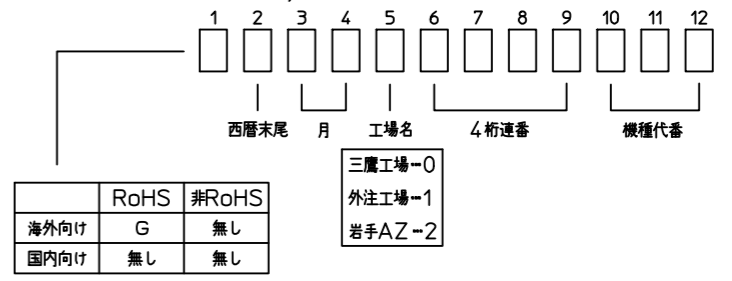 1 2 3 4 5 6 7 8 9 10 11 12
西暦末尾 月 工場名 4桁連番 機種代番
三鷹工場…0
外注工場…1
岩手AZ…2
RoHS 非RoHS
海外向け G 無し
国内向け 無し 無し